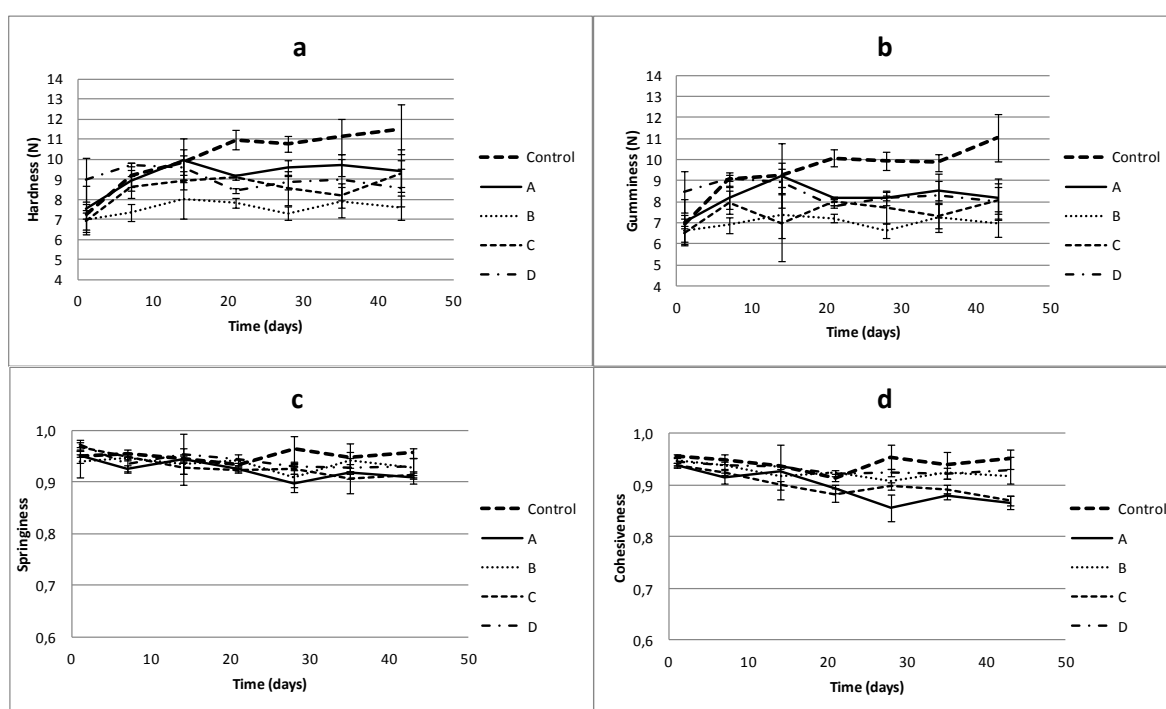 a
Hardness (N)
14
13
12
11
10
9
8
7
6
5
4
0 10 20 30 40 50
Time (days)
Control
A
B
C
D
b
Gumminess (N)
14
13
12
11
10
9
8
7
6
5
4
0 10 20 30 40 50
Time (days)
Control
A
B
C
D
c
Springiness
1,0
0,9
0,8
0,7
0,6
0 10 20 30 40 50
Time (days)
Control
A
B
C
D
d
Cohesiveness
1,0
0,9
0,8
0,7
0,6
0 10 20 30 40 50
Time (days)
Control
A
B
C
D